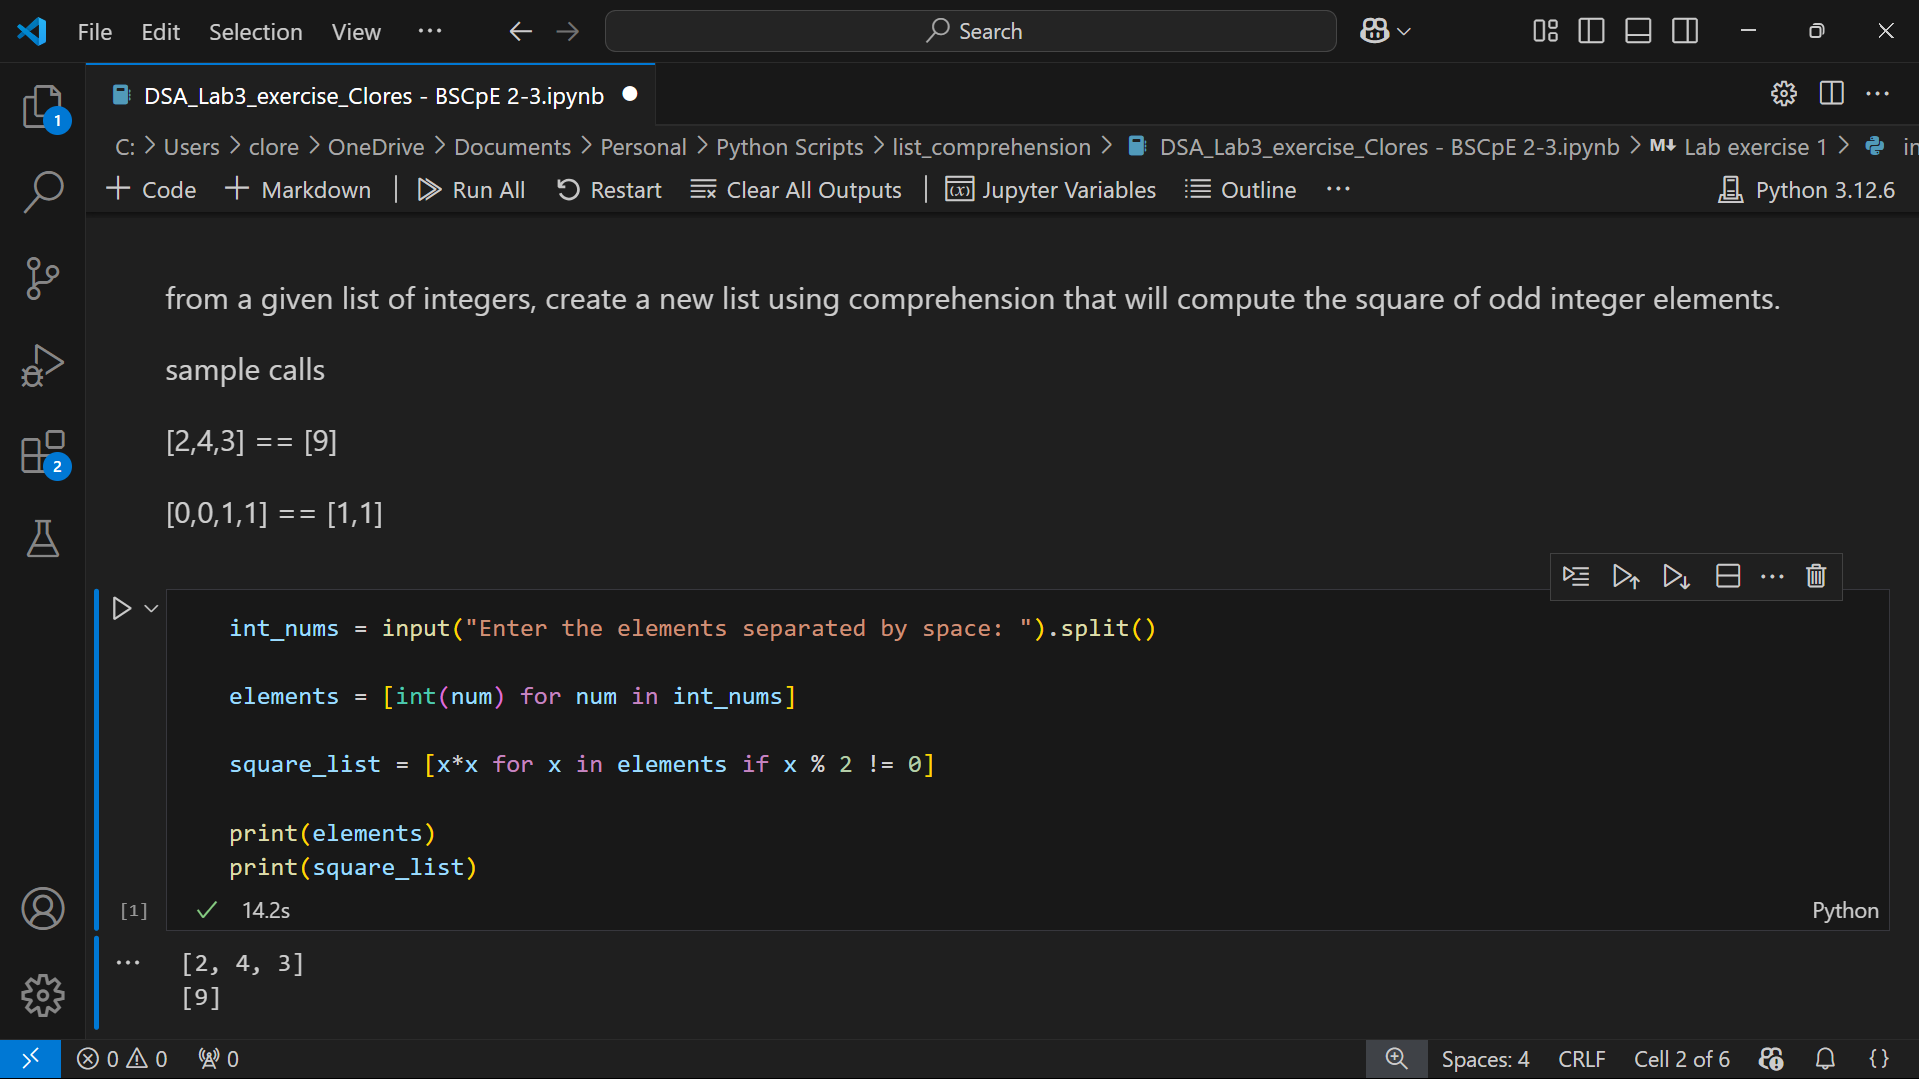 File Edit Selection View ··· Search
DSA_Lab3_exercise_Clores - BSCpE 2-3.ipynb
1
C: > Users > clore > OneDrive > Documents > Personal > Python Scripts > list_comprehension > DSA_Lab3_exercise_Clores - BSCpE 2-3.ipynb > M↓ Lab exercise 1 > in
+ Code + Markdown | Run All Restart Clear All Outputs | Jupyter Variables Outline ··· Python 3.12.6
from a given list of integers, create a new list using comprehension that will compute the square of odd integer elements.
sample calls
[2,4,3] == [9]
2
[0,0,1,1] == [1,1]
int_nums = input("Enter the elements separated by space: ").split()
elements = [int(num) for num in int_nums]
square_list = [x*x for x in elements if x % 2 != 0]
print(elements)
print(square_list)
[1] 14.2s Python
[2, 4, 3]
[9]
0 0 0 Spaces: 4 CRLF Cell 2 of 6 {}